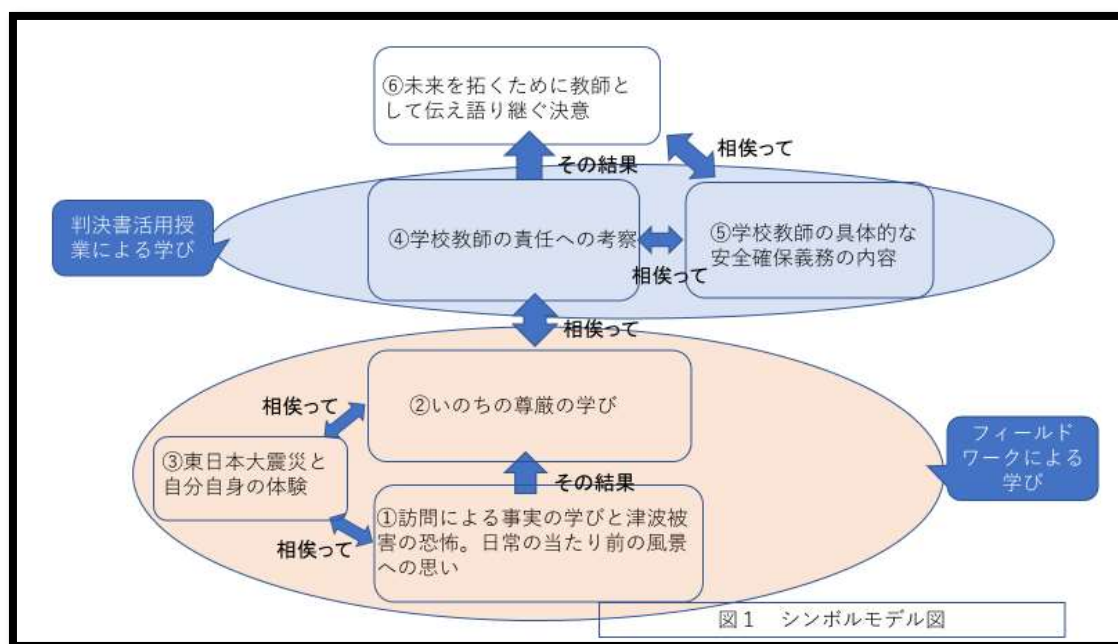 ⑥未来を拓くために教師と
して伝え語り継ぐ決意
その結果
相俟って
判決書活用授
業による学び
④学校教師の責任への考察
相俟って
⑤学校教師の具体的な
安全確保義務の内容
相俟って
②いのちの尊厳の学び
相俟って
③東日本大震災と
自分自身の体験
その結果
相俟って
①訪問による事実の学びと津波被
害の恐怖。日常の当たり前の風景
への思い
フィールド
ワークによる
学び
図1 シンボルモデル図